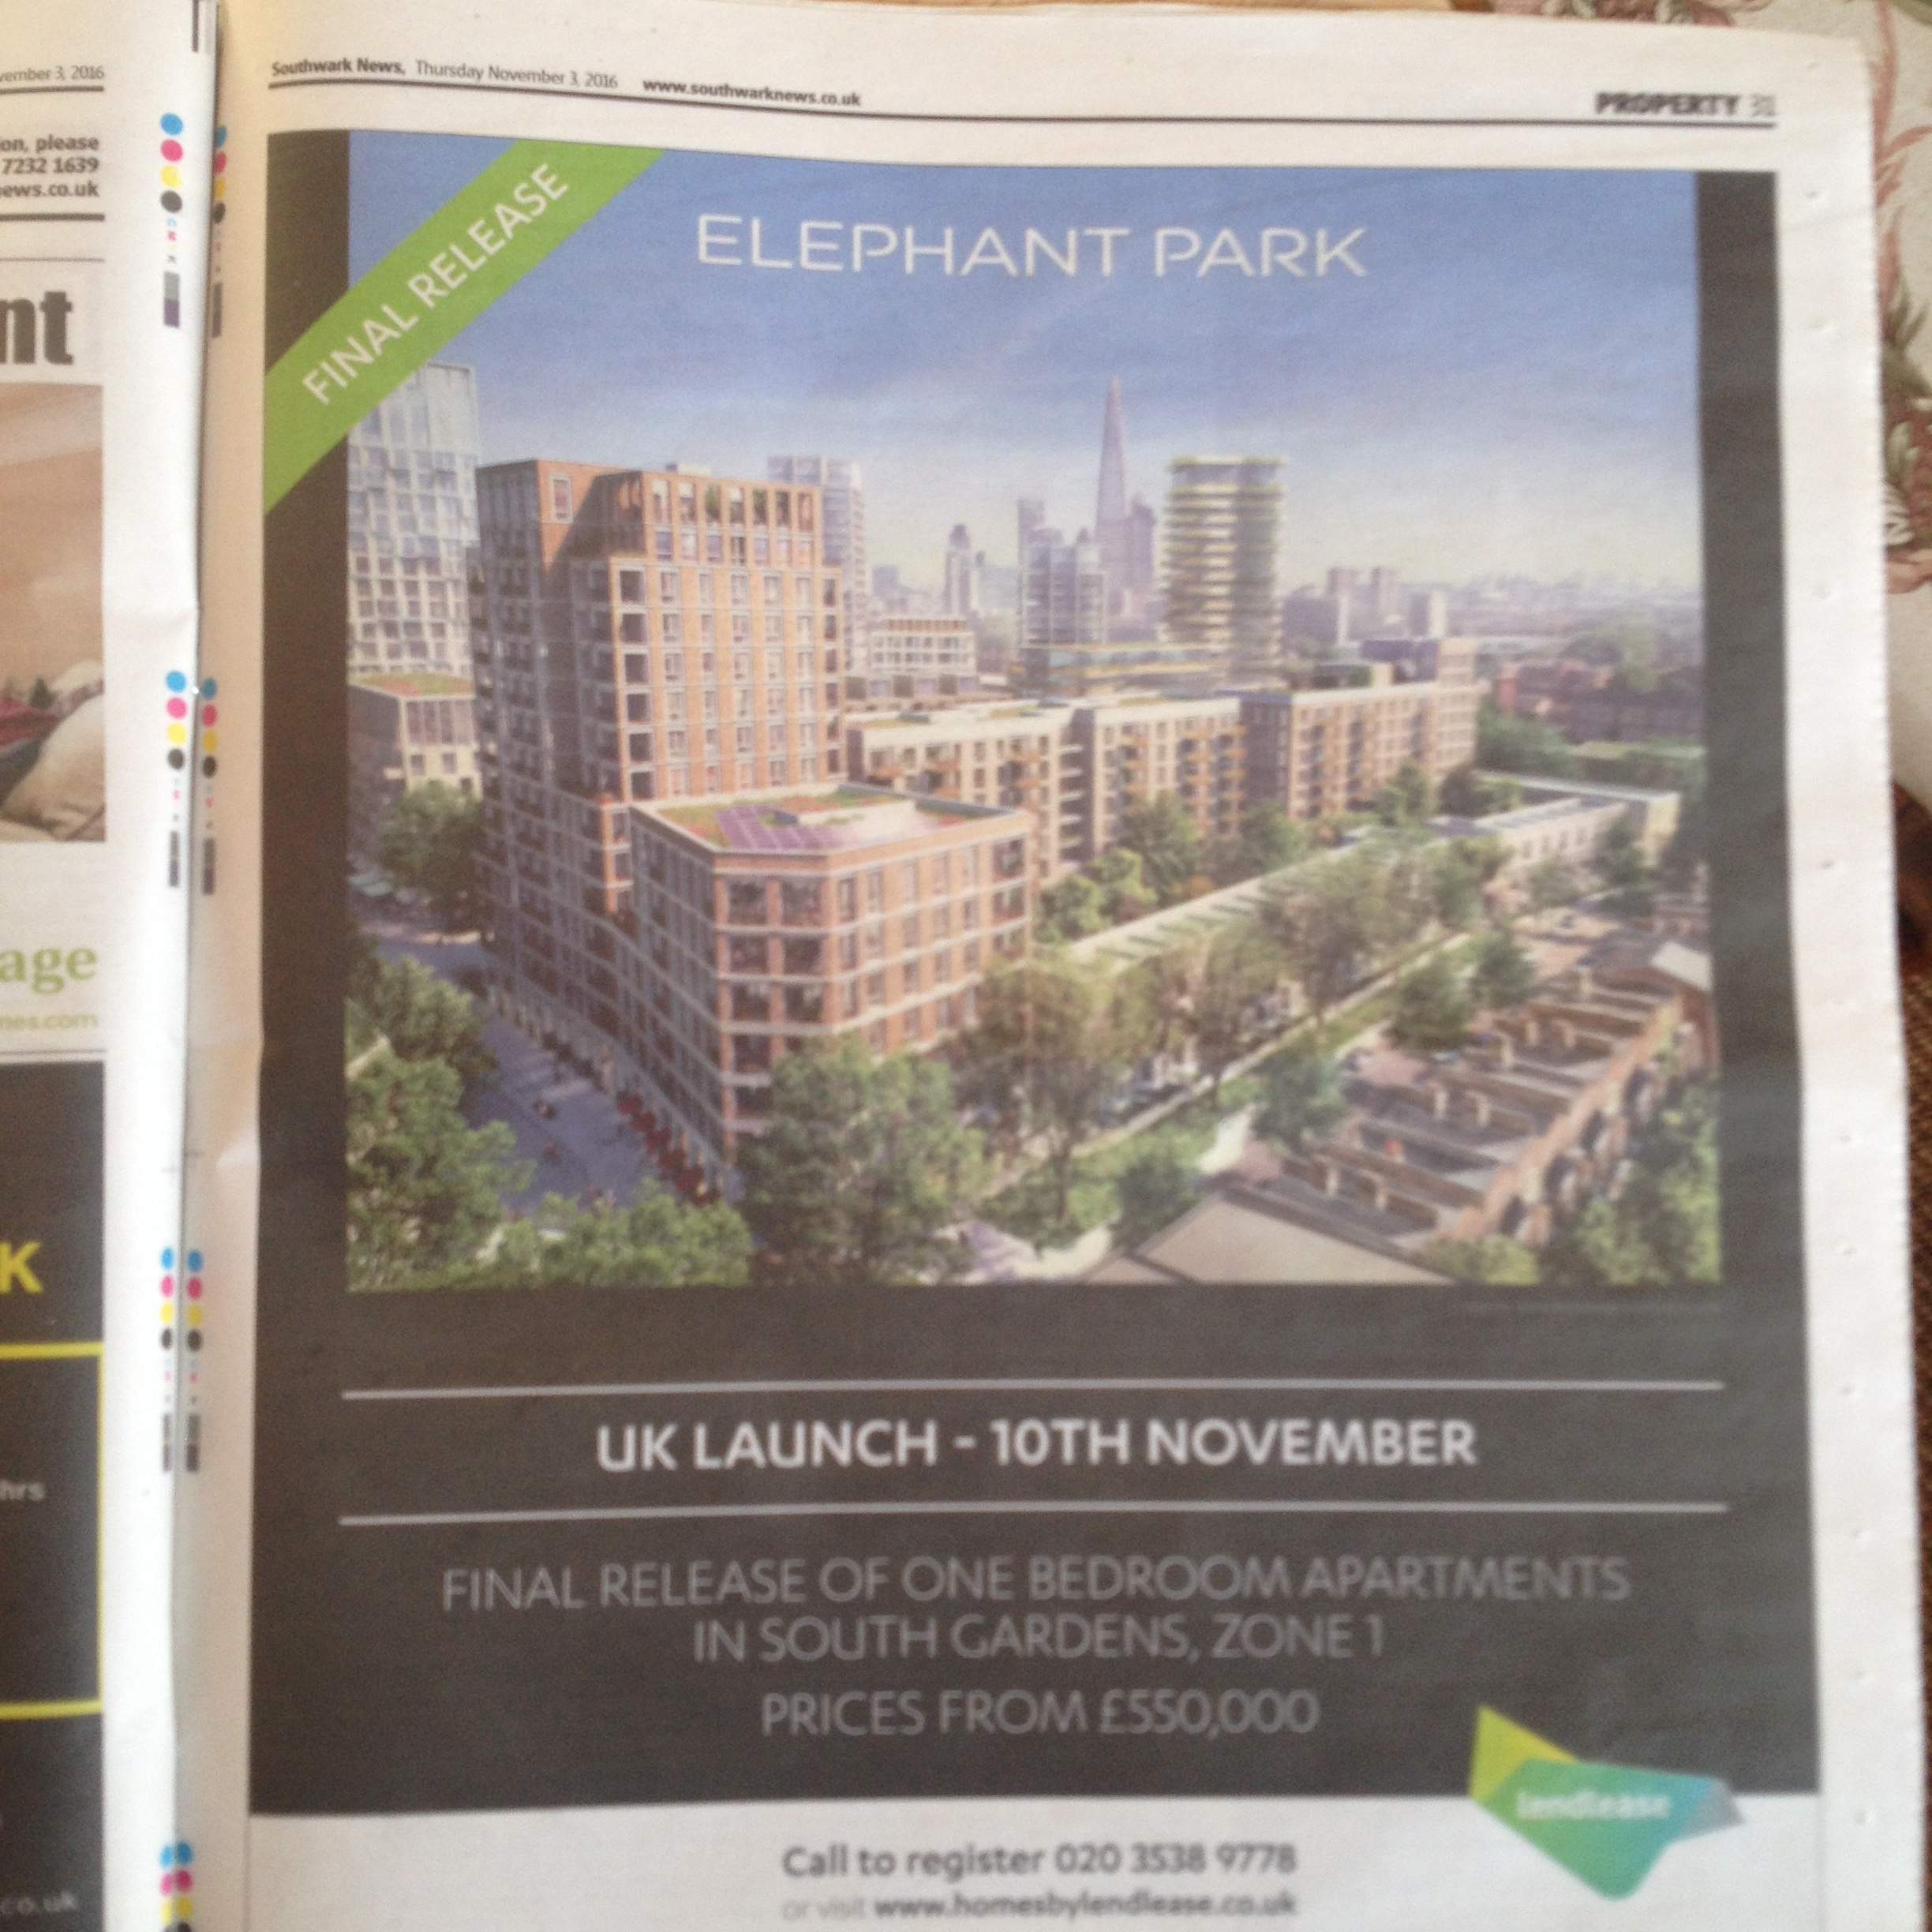 vember 3, 2016
on, please
7232 1639
ews.co.uk
nt
age
nes.com
K
hrs
co.uk
Southwark News, Thursday November 3, 2016 www.southwarknews.co.uk
PROPERTY
FINAL RELEASE
ELEPHANT PARK
UK LAUNCH - 10TH NOVEMBER
FINAL RELEASE OF ONE BEDROOM APARTMENTS
IN SOUTH GARDENS, ZONE 1
PRICES FROM £550,000
lendlease
Call to register 020 3538 9778
or visit www.homesbylendlease.co.uk